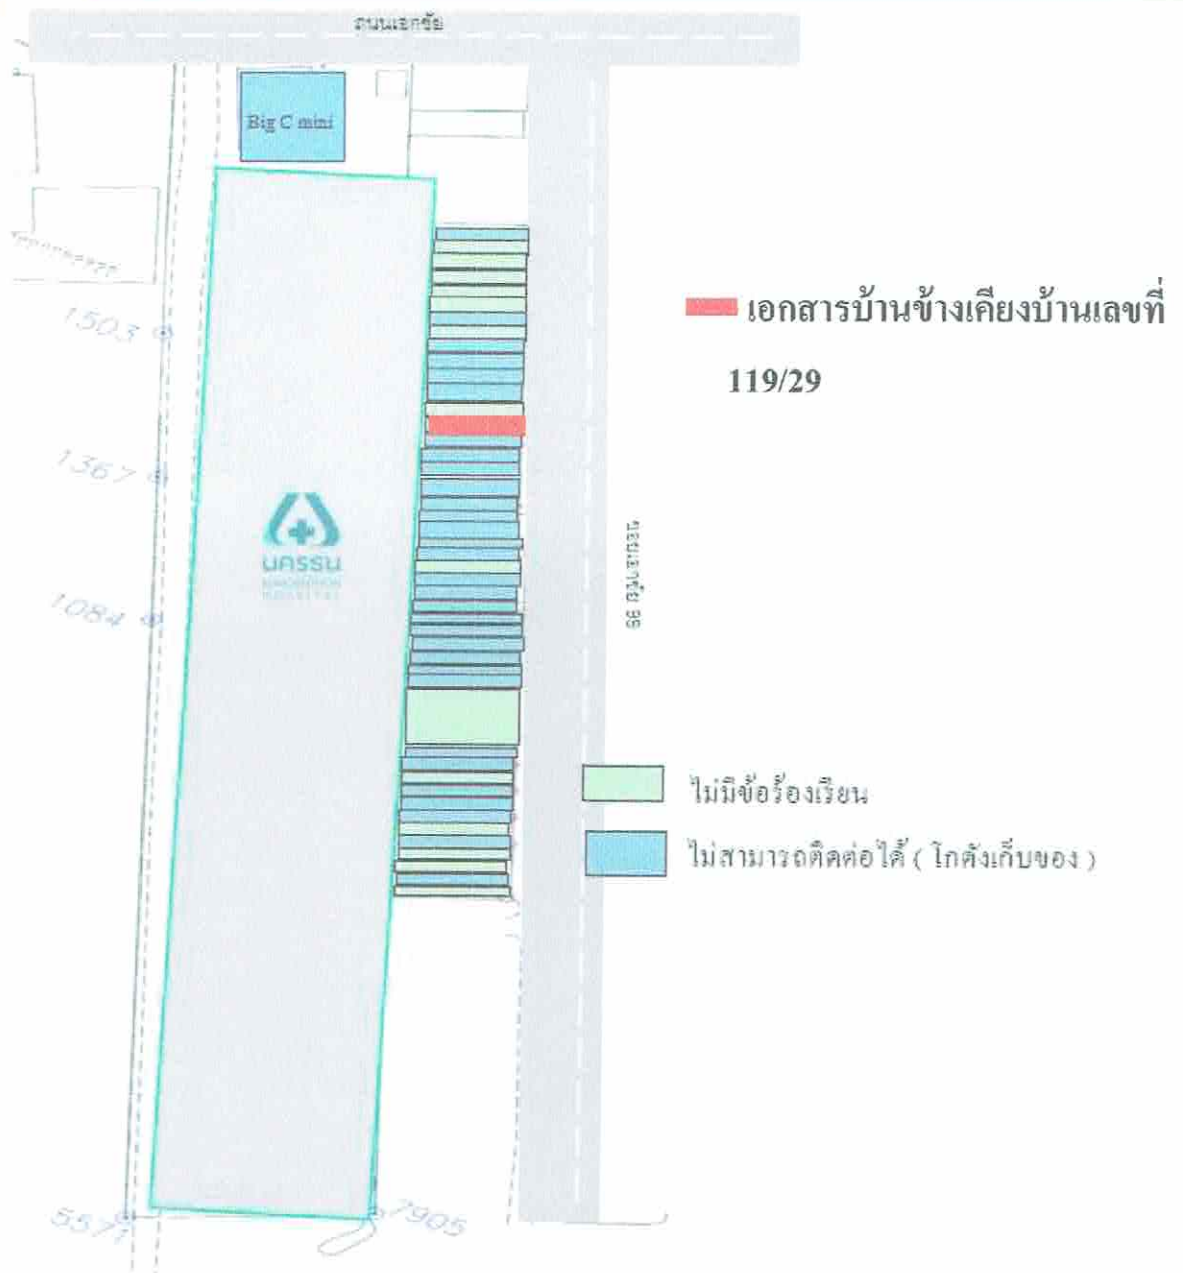 ถนนเอกชัย
Big C mini
1503
เอกสารบ้านข้างเคียงบ้านเลขที่
119/29
1367
นครธน
HOSPITAL
1084
ซอยเอกชัย 99
ไม่มีข้อร้องเรียน
ไม่สามารถติดต่อได้ ( โกดังเก็บของ )
5571
7905